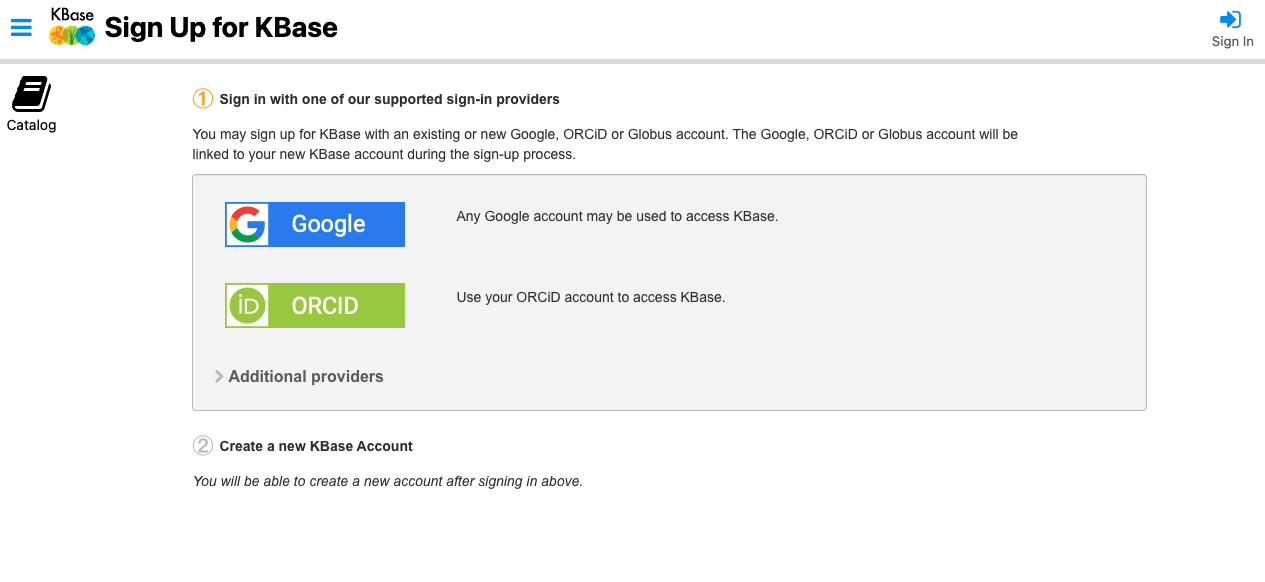 KBase
Sign Up for KBase
Sign In
Catalog
1 Sign in with one of our supported sign-in providers
You may sign up for KBase with an existing or new Google, ORCiD or Globus account. The Google, ORCiD or Globus account will be
linked to your new KBase account during the sign-up process.
G Google
Any Google account may be used to access KBase.
iD ORCID
Use your ORCiD account to access KBase.
Additional providers
2 Create a new KBase Account
You will be able to create a new account after signing in above.